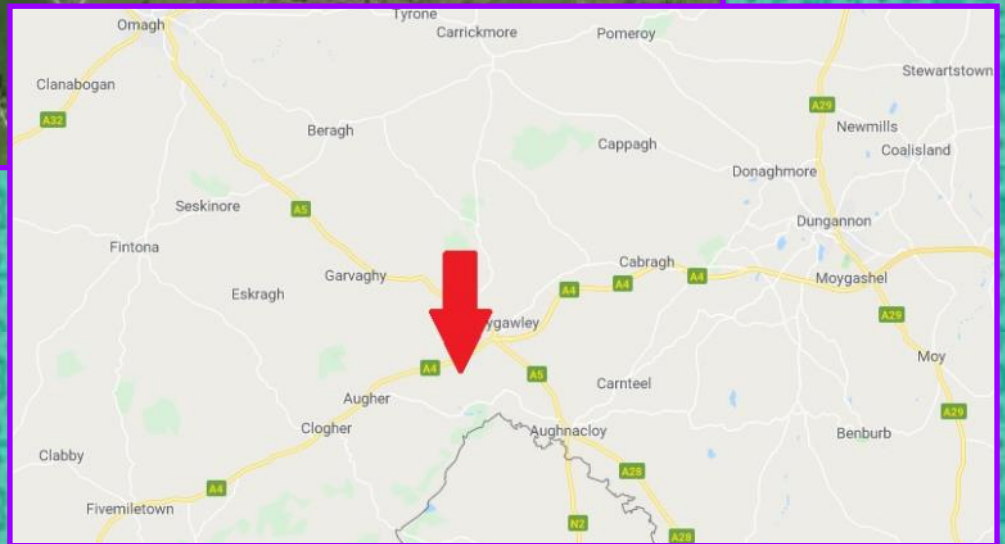 Tyrone
Omagh
Carrickmore
Pomeroy
Stewartstown
Clanabogan
A29
A32
Newmills
Beragh
Cappagh
Coalisland
Donaghmore
Seskinore
A5
Dungannon
Fintona
Cabragh
Garvaghy
A4
A4
Moygashel
A4
Eskragh
A29
ygawley
Moy
A4
A5
Carnteel
Augher
A29
Clogher
Aughnacloy
Benburb
Clabby
A28
A4
Fivemiletown
N2
A28